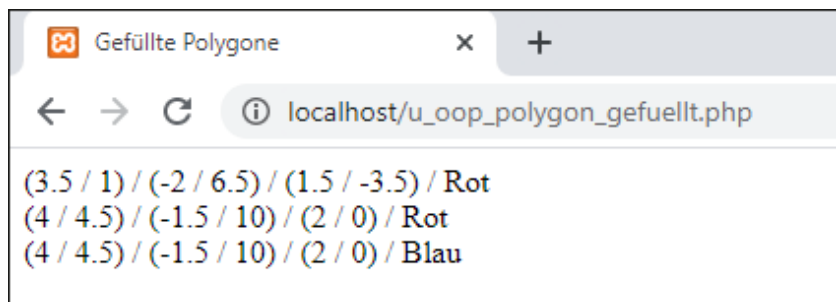 Gefüllte Polygone
localhost/u_oop_polygon_gefuellt.php
(3.5 / 1) / (-2 / 6.5) / (1.5 / -3.5) / Rot
(4 / 4.5) / (-1.5 / 10) / (2 / 0) / Rot
(4 / 4.5) / (-1.5 / 10) / (2 / 0) / Blau